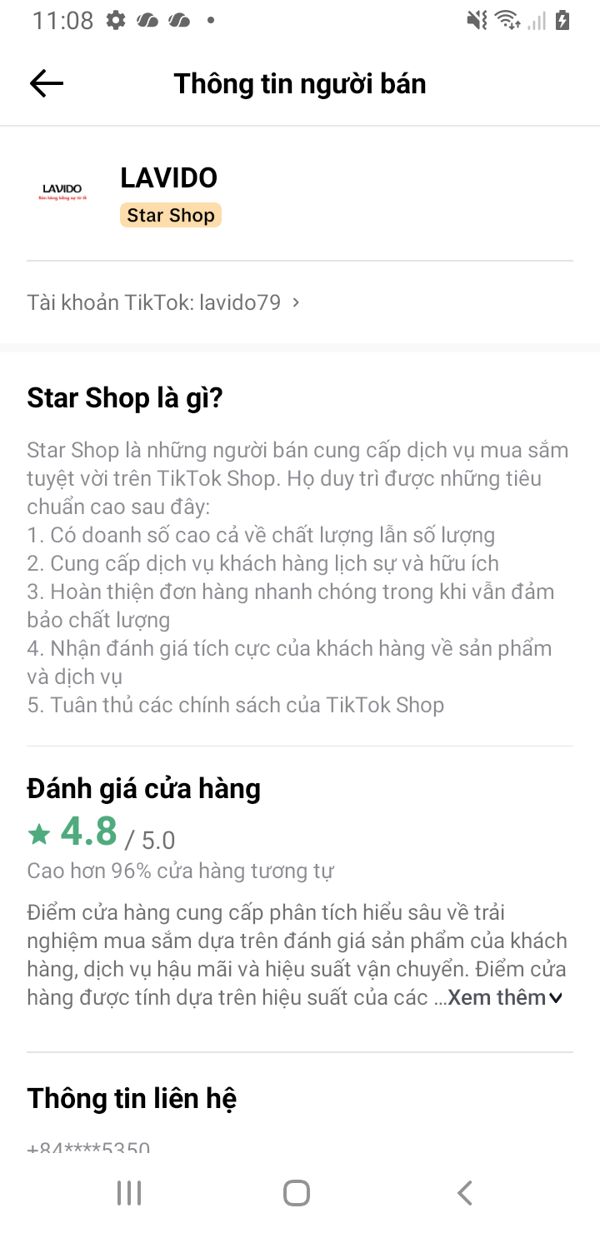 11:08
Thông tin người bán
LAVIDO
LAVIDO
Star Shop
Tài khoản TikTok: lavido79
Star Shop là gì?
Star Shop là những người bán cung cấp dịch vụ mua sắm
tuyệt vời trên TikTok Shop. Họ duy trì được những tiêu
chuẩn cao sau đây:
1. Có doanh số cao cả về chất lượng lẫn số lượng
2. Cung cấp dịch vụ khách hàng lịch sự và hữu ích
3. Hoàn thiện đơn hàng nhanh chóng trong khi vẫn đảm
bảo chất lượng
4. Nhận đánh giá tích cực của khách hàng về sản phẩm
và dịch vụ
5. Tuân thủ các chính sách của TikTok Shop
Đánh giá cửa hàng
4.8 / 5.0
Cao hơn 96% cửa hàng tương tự
Điểm cửa hàng cung cấp phân tích hiểu sâu về trải
nghiệm mua sắm dựa trên đánh giá sản phẩm của khách
hàng, dịch vụ hậu mãi và hiệu suất vận chuyển. Điểm cửa
hàng được tính dựa trên hiệu suất của các ...Xem thêm
Thông tin liên hệ
+84****5350